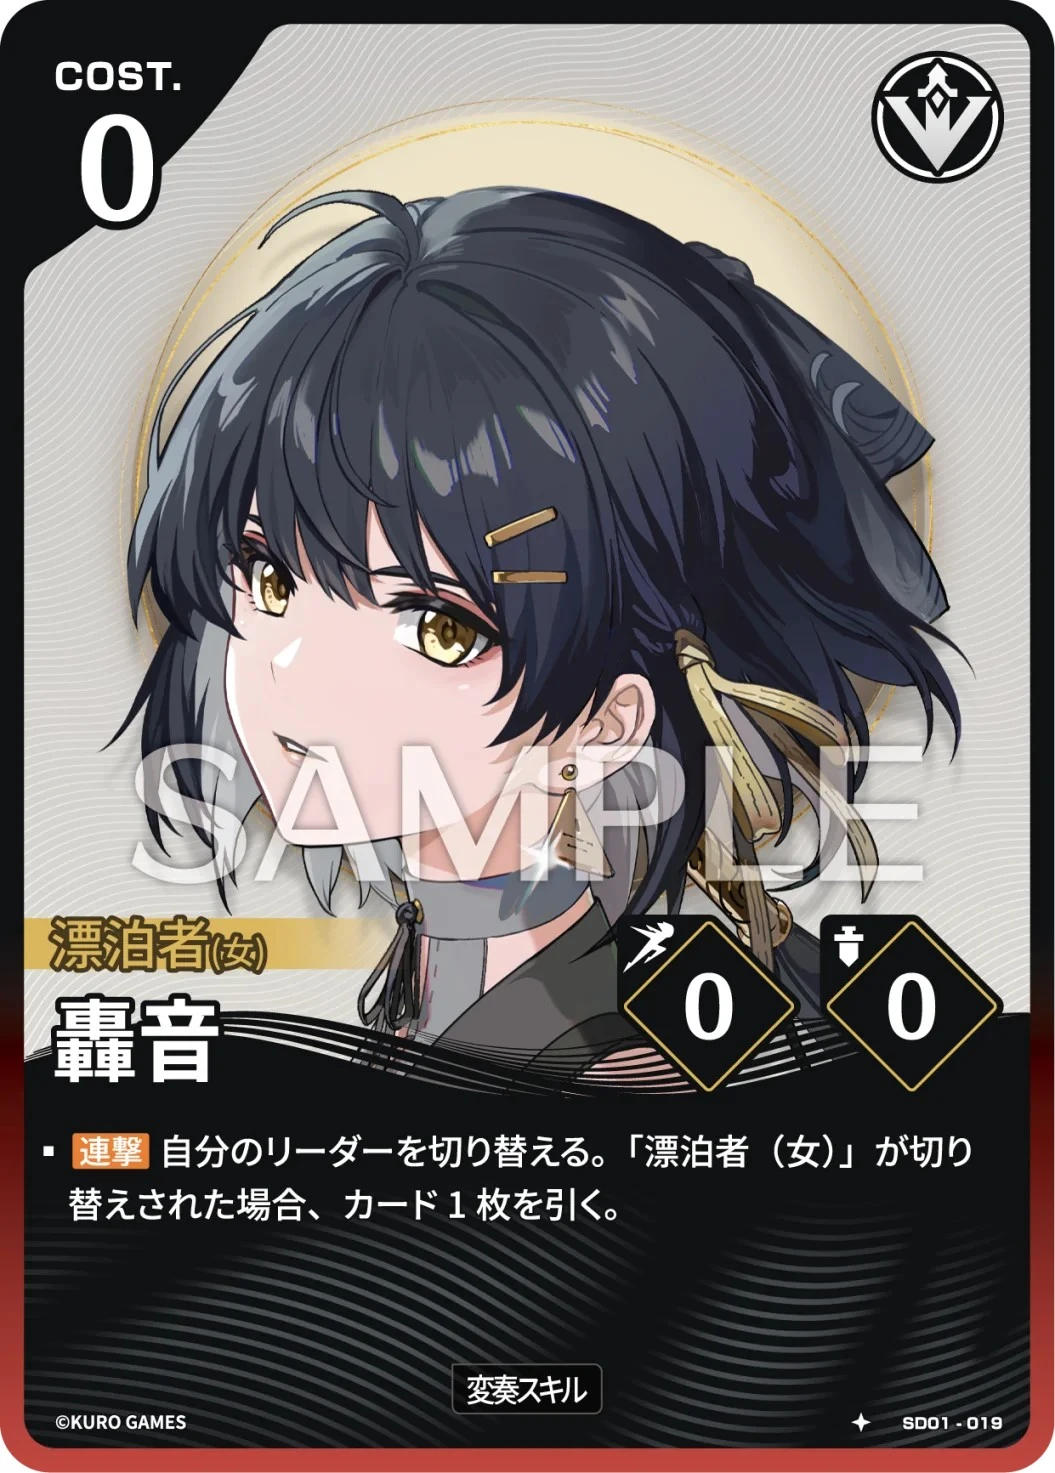 COST.
0
SAMPLE
漂泊者(女)
轟音
0
0
▪ 連撃 自分のリーダーを切り替える。「漂泊者（女）」が切り
替えされた場合、カード1枚を引く。
変奏スキル
©KURO GAMES
SD01 - 019